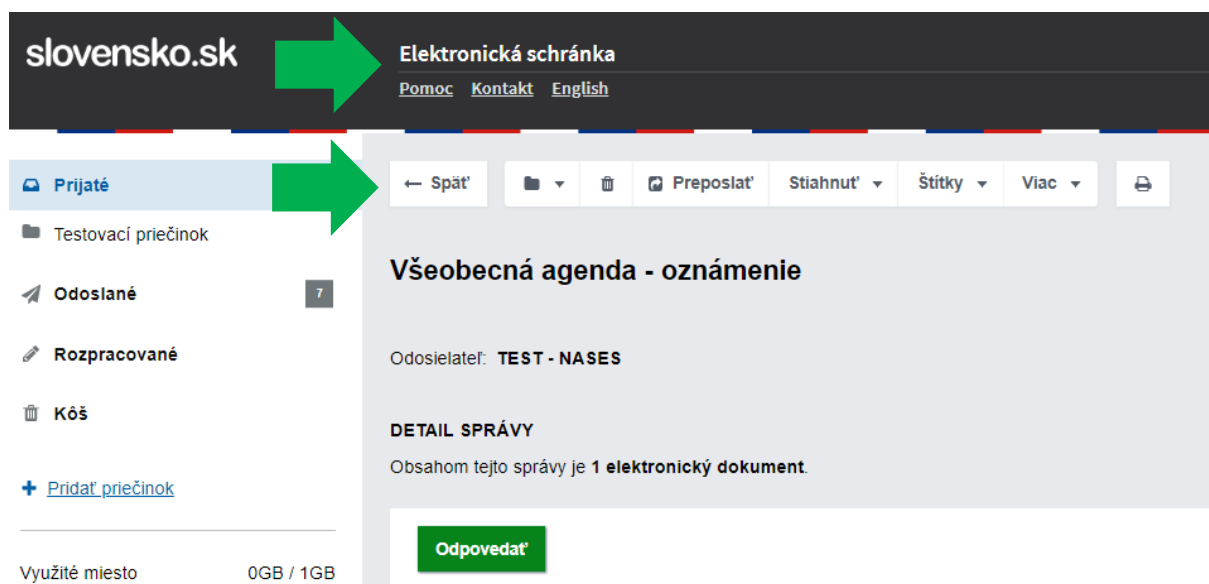 slovensko.sk
Elektronická schránka
Pomoc Kontakt English
Prijaté
Testovací priečinok
Odoslané 7
Rozpracované
Kôš
Pridať priečinok
Využité miesto 0GB / 1GB
← Späť Preposlať Stiahnuť Štítky Viac
Všeobecná agenda - oznámenie
Odosielateľ: TEST - NASES
DETAIL SPRÁVY
Obsahom tejto správy je 1 elektronický dokument.
Odpovedať